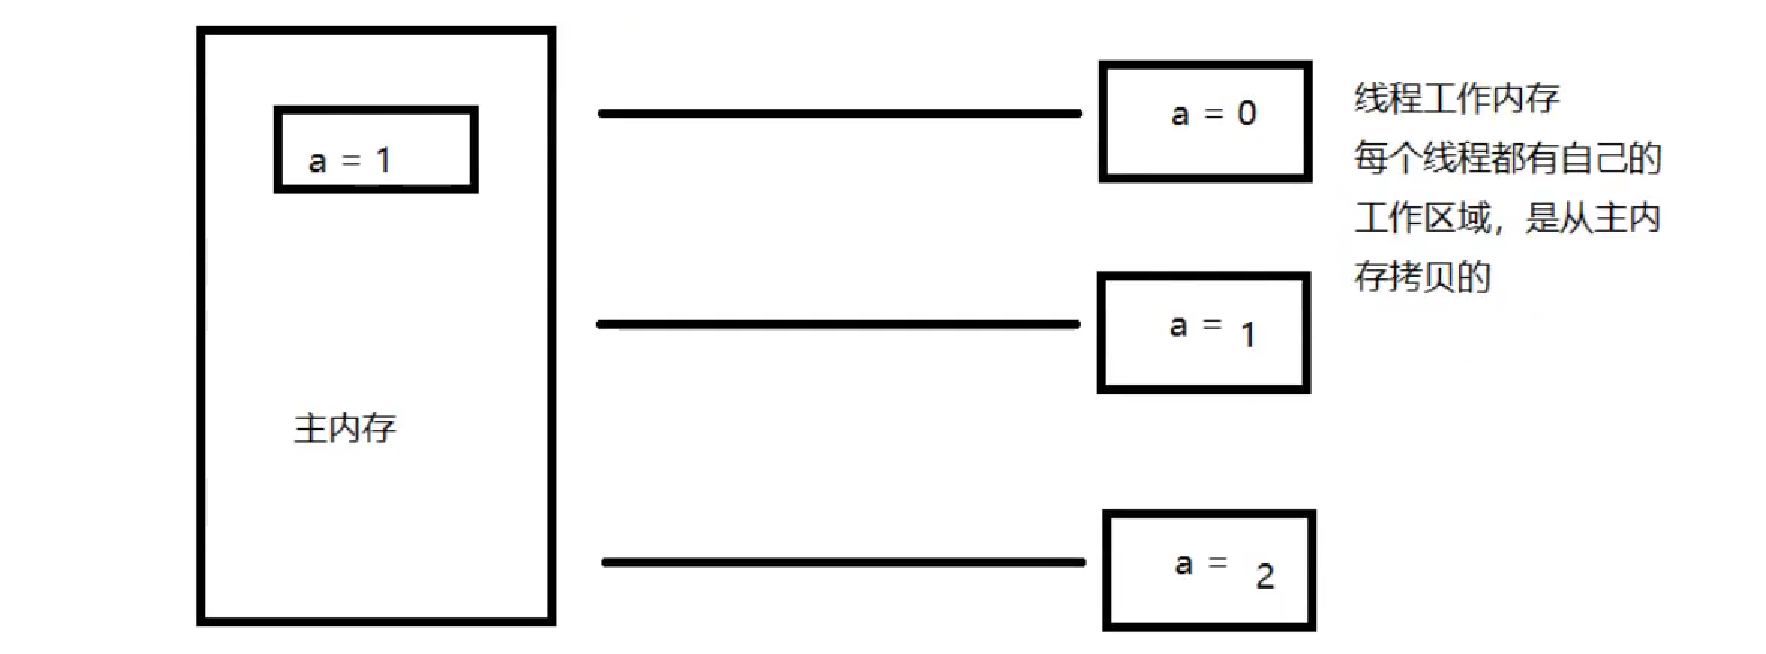 a = 1
主内存
a = 0
a = 1
a = 2
线程工作内存
每个线程都有自己的
工作区域，是从主内
存拷贝的